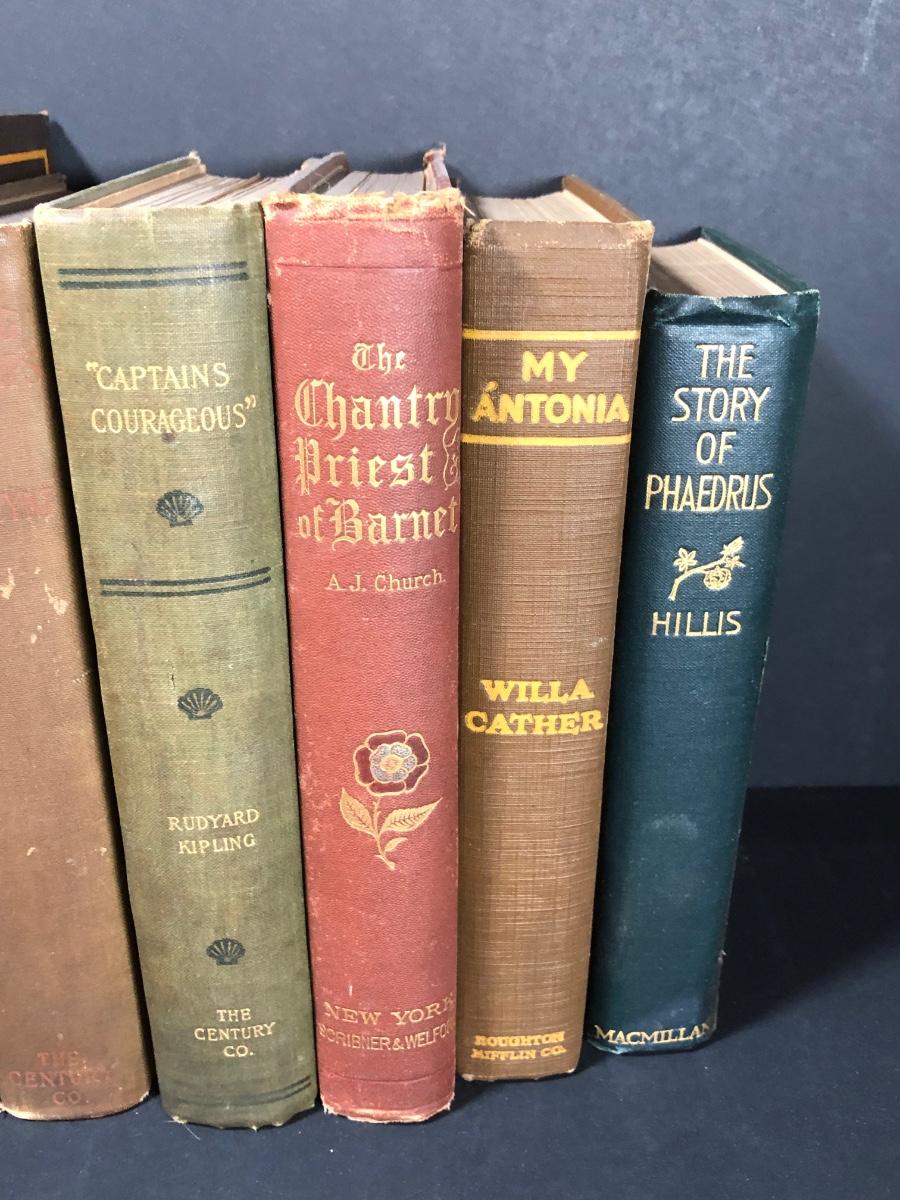 THE
CENTURY
CO.
"CAPTAINS
COURAGEOUS"
RUDYARD
KIPLING
THE
CENTURY
CO.
The
Chantry
Priest
of Barnet
A.J. Church.
NEW YORK
SCRIBNER & WELFORD
MY
ÁNTONIA
WILLA
CATHER
HOUGHTON
MIFFLIN CO.
THE
STORY
OF
PHAEDRUS
HILLIS
MACMILLAN